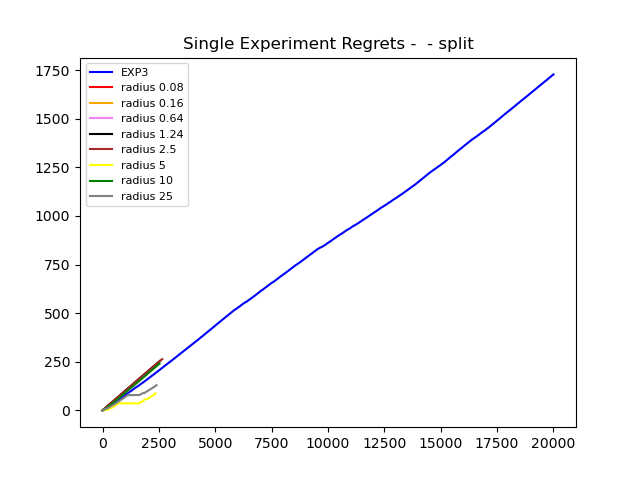 Single Experiment Regrets -  - split
1750
1500
1250
1000
750
500
250
0
EXP3
radius 0.08
radius 0.16
radius 0.64
radius 1.24
radius 2.5
radius 5
radius 10
radius 25
0 2500 5000 7500 10000 12500 15000 17500 20000